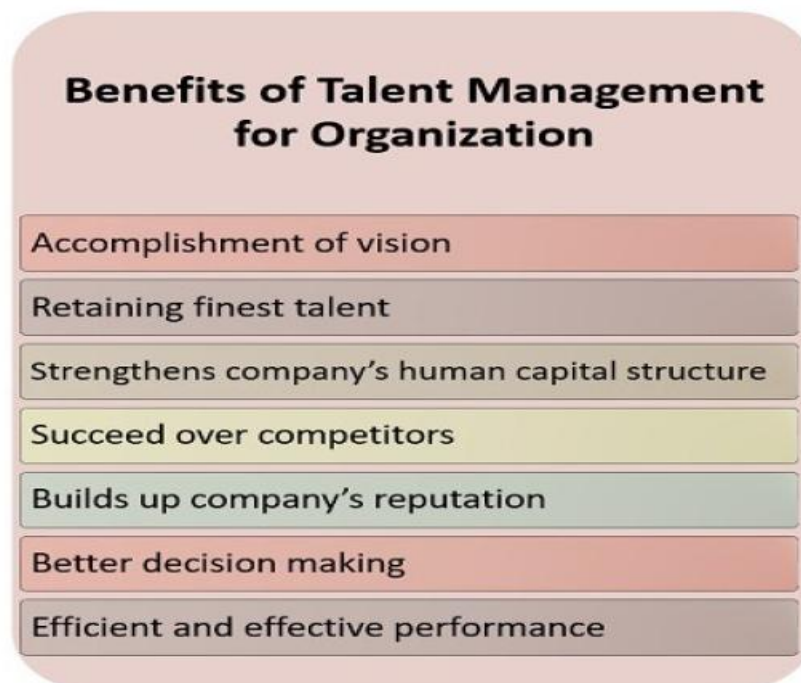 Benefits of Talent Management
for Organization
Accomplishment of vision
Retaining finest talent
Strengthens company’s human capital structure
Succeed over competitors
Builds up company’s reputation
Better decision making
Efficient and effective performance